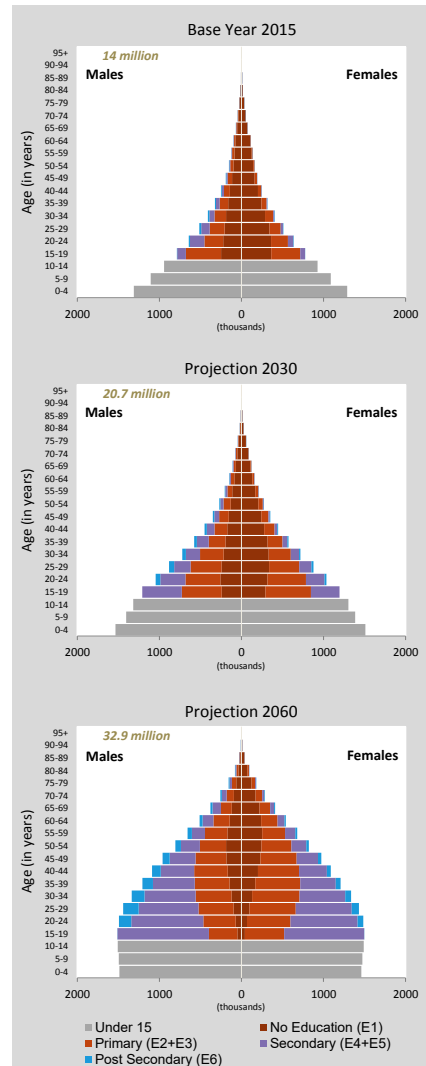 Base Year 2015
14 million
Males
Females
Age (in years)
95+
90-94
85-89
80-84
75-79
70-74
65-69
60-64
55-59
50-54
45-49
40-44
35-39
30-34
25-29
20-24
15-19
10-14
5-9
0-4
2000 1000 0 1000 2000
(thousands)
Projection 2030
20.7 million
Males
Females
Age (in years)
95+
90-94
85-89
80-84
75-79
70-74
65-69
60-64
55-59
50-54
45-49
40-44
35-39
30-34
25-29
20-24
15-19
10-14
5-9
0-4
2000 1000 0 1000 2000
(thousands)
Projection 2060
32.9 million
Males
Females
Age (in years)
95+
90-94
85-89
80-84
75-79
70-74
65-69
60-64
55-59
50-54
45-49
40-44
35-39
30-34
25-29
20-24
15-19
10-14
5-9
0-4
2000 1000 0 1000 2000
(thousands)
Under 15 No Education (E1)
Primary (E2+E3) Secondary (E4+E5)
Post Secondary (E6)